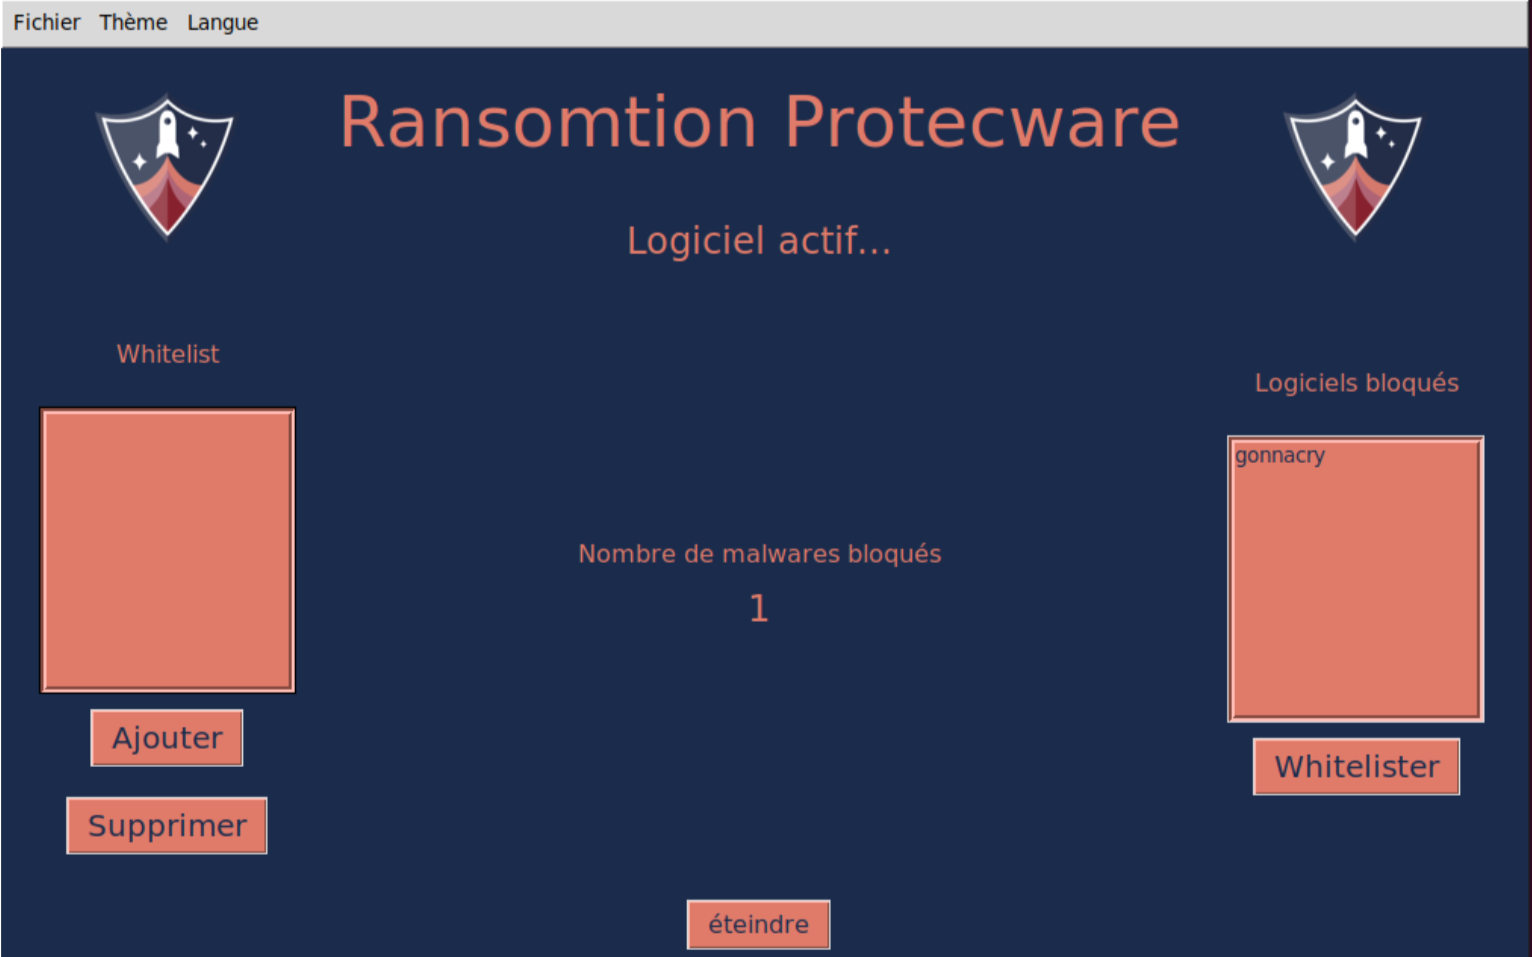 Fichier Thème Langue
Ransomtion Protecware
Logiciel actif...
Whitelist
Logiciels bloqués
gonnacry
Nombre de malwares bloqués
1
Ajouter
Whitelister
Supprimer
éteindre